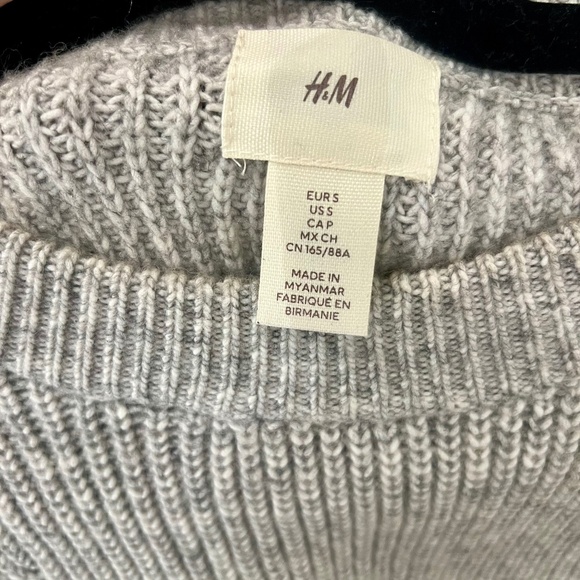 H&M
EUR S
US S
CA P
MX CH
CN 165/88A
MADE IN
MYANMAR
FABRIQUÉ EN
BIRMANIE